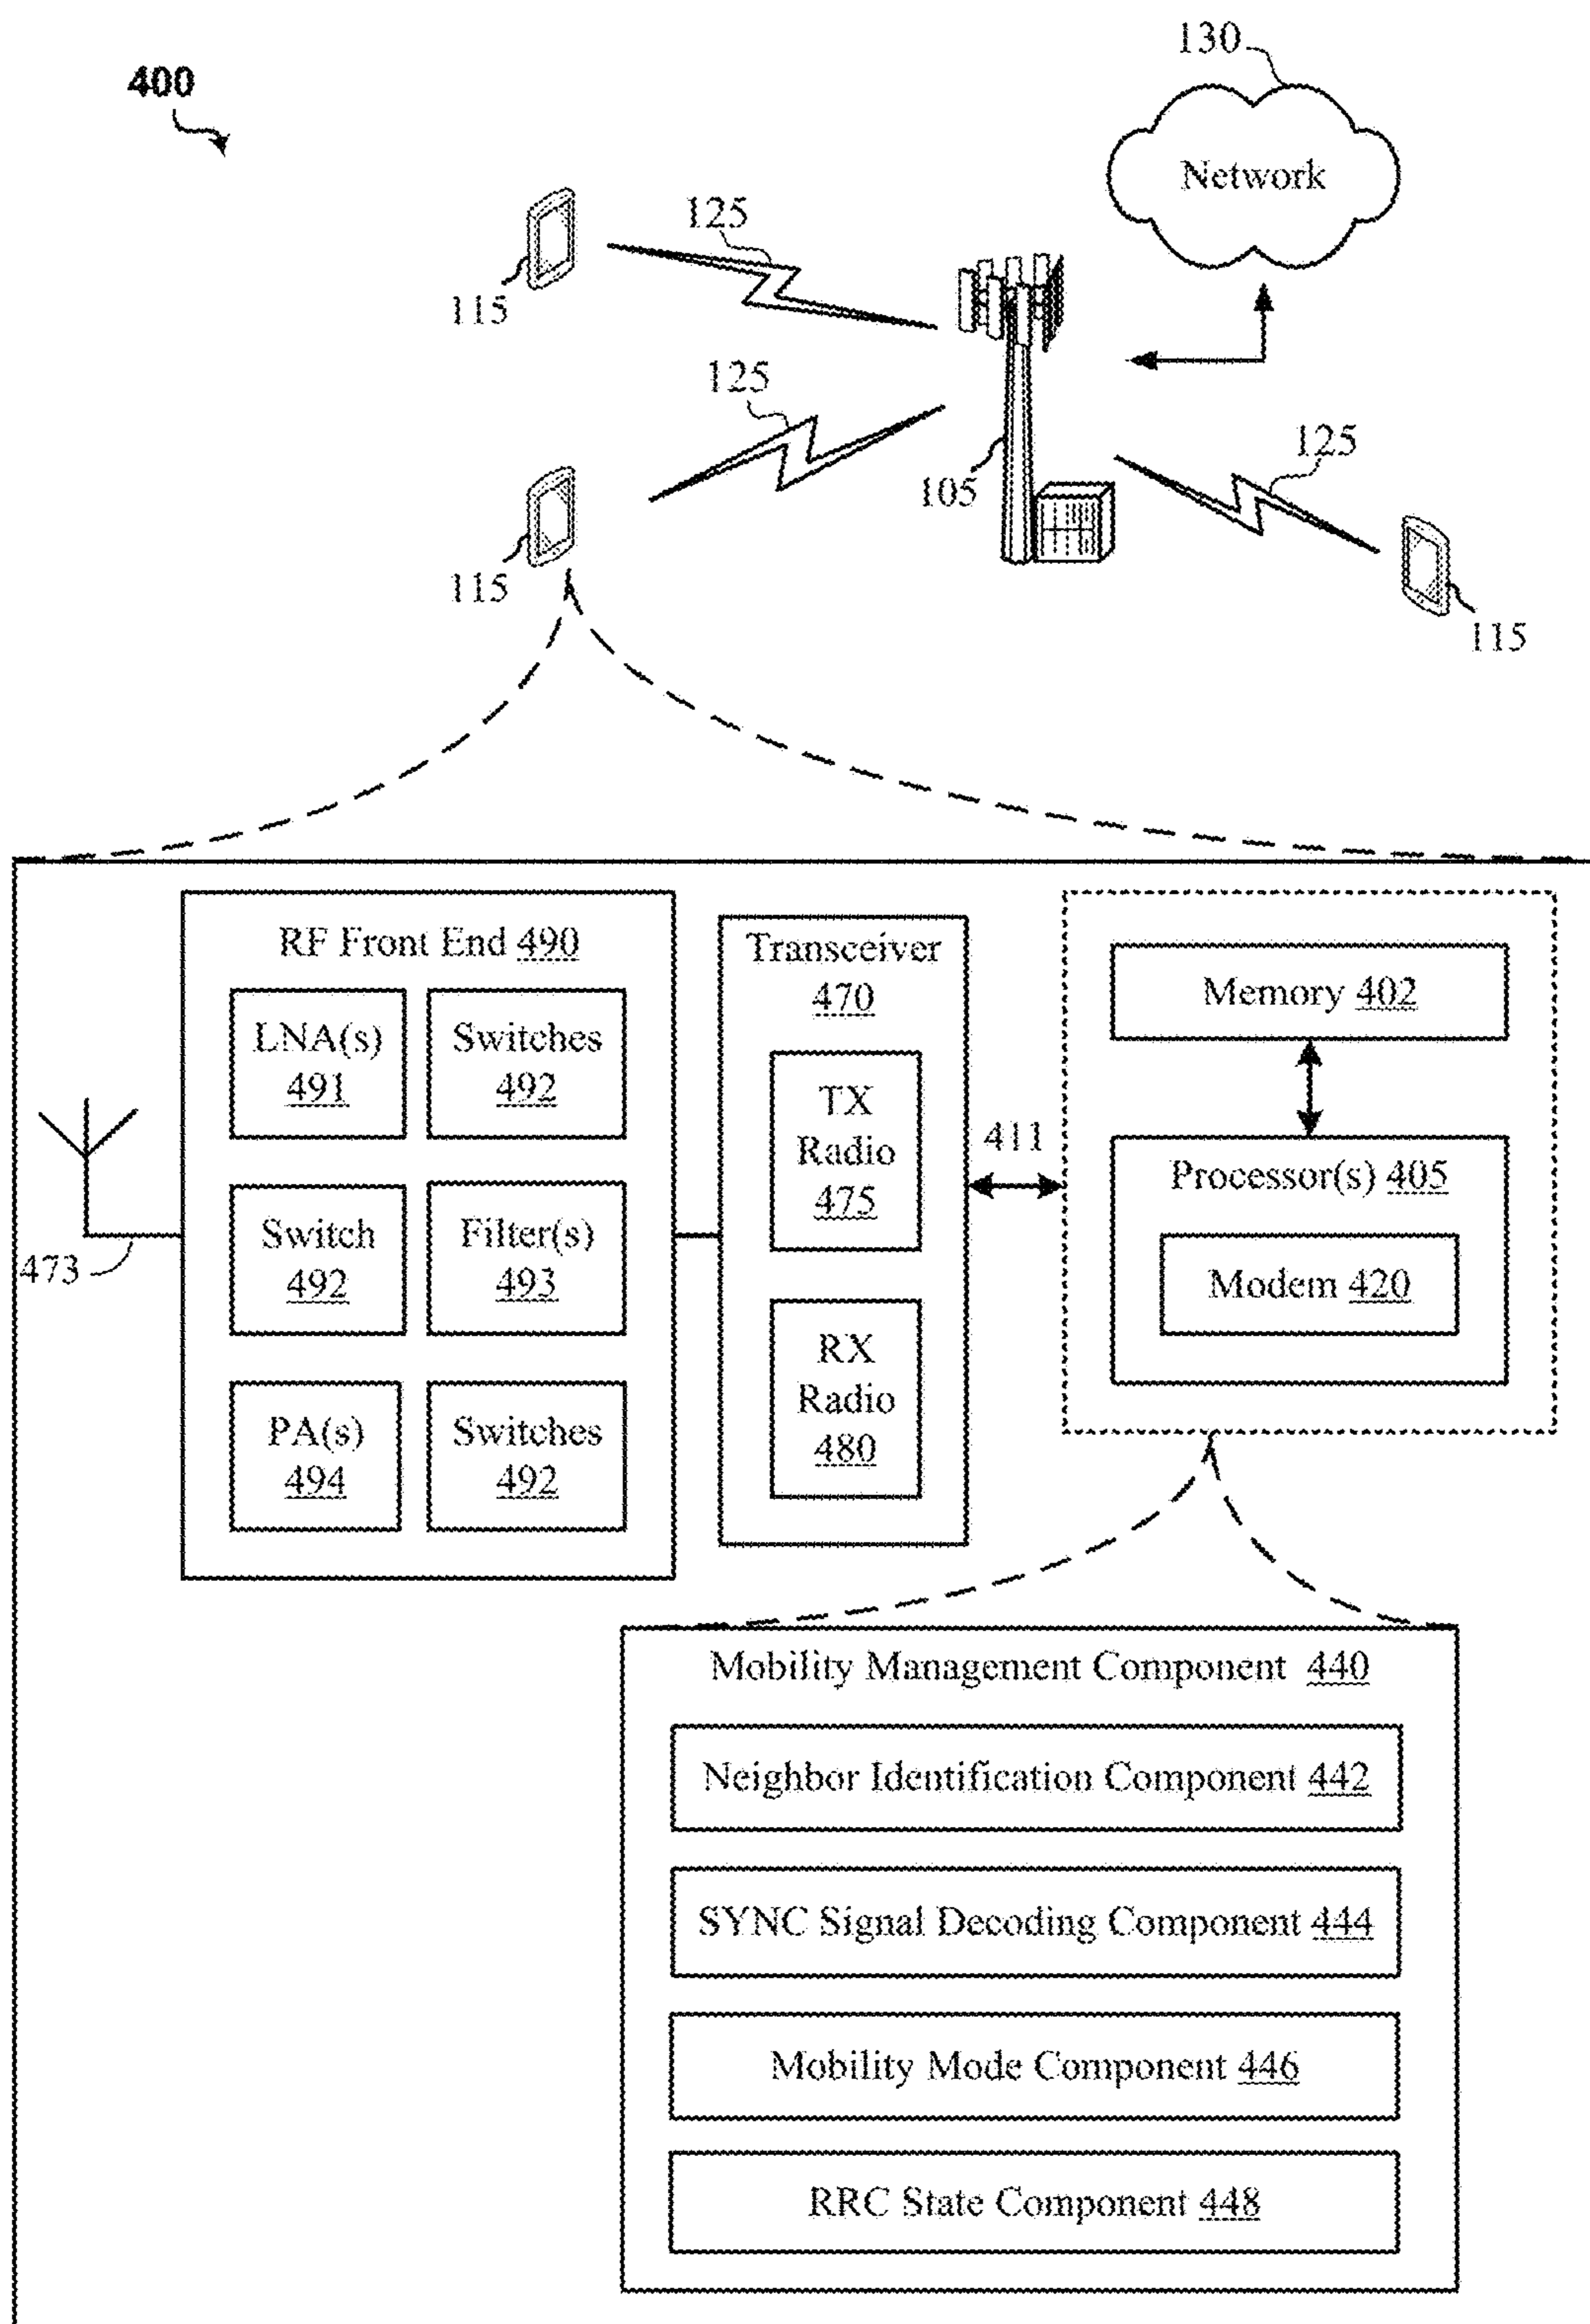 130
400
Network
125
115
125
125
105
115
115
RF Front End 490
Transceiver
470
Memory 402
LNA(s)
491
Switches
492
TX
Radio
475
411
Processor(s) 405
Switch
492
Filter(s)
493
Modem 420
473
RX
Radio
480
PA(s)
494
Switches
492
Mobility Management Component 440
Neighbor Identification Component 442
SYNC Signal Decoding Component 444
Mobility Mode Component 446
RRC State Component 448